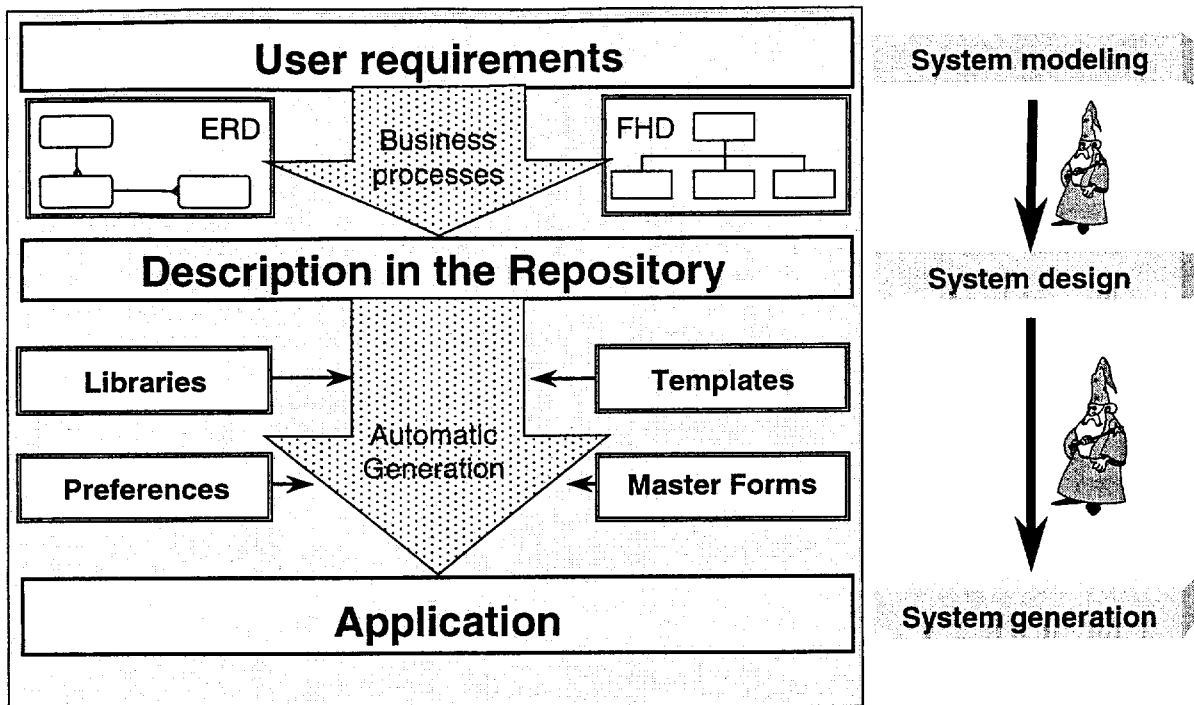 User requirements
ERD
Business
processes
FHD
Description in the Repository
Libraries
Templates
Automatic
Generation
Preferences
Master Forms
Application
System modeling
System design
System generation